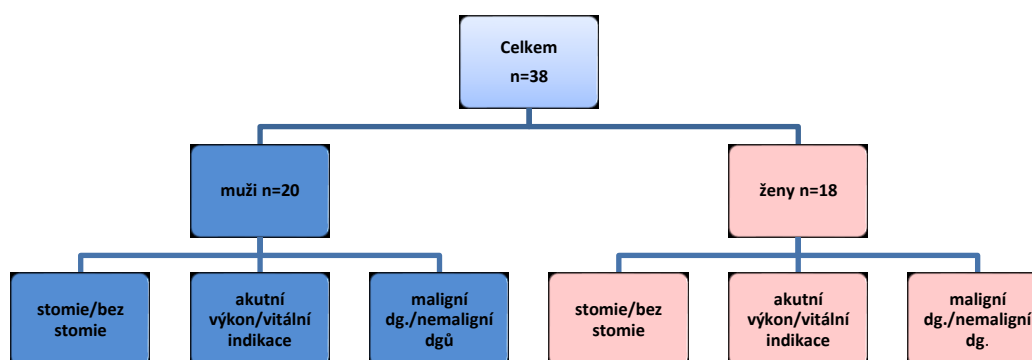 Celkem
n=38
muži n=20
ženy n=18
stomie/bez
stomie
akutní
výkon/vitální
indikace
maligní
dg./nemaligní
dgů
stomie/bez
stomie
akutní
výkon/vitální
indikace
maligní
dg./nemaligní
dg.